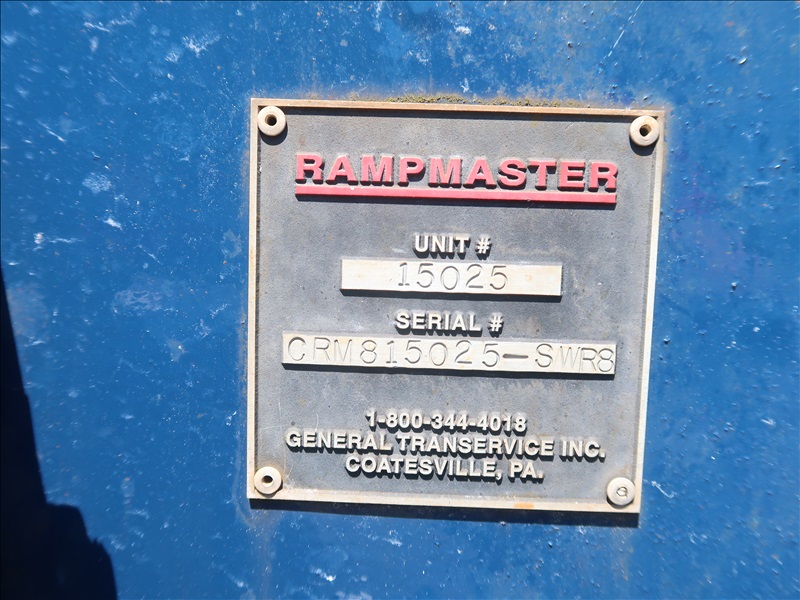 RAMPMASTER
UNIT #
15025
SERIAL #
CRM815025-SWR8
1-800-344-4018
GENERAL TRANSERVICE INC.
COATESVILLE, PA.